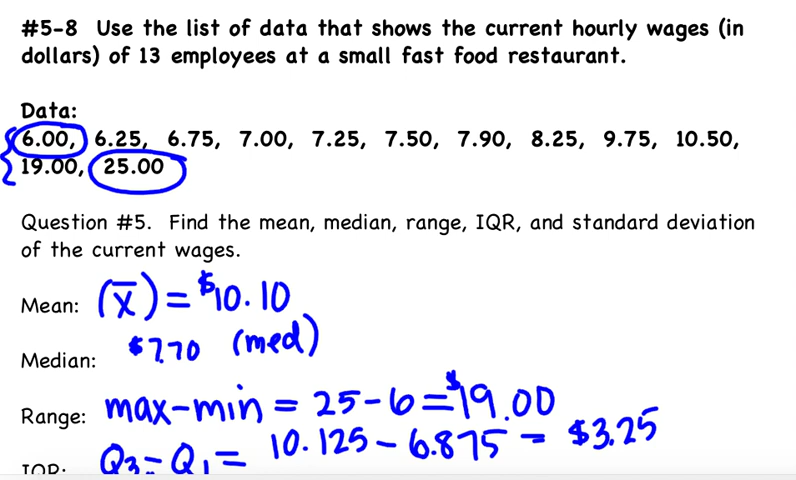 #5-8 Use the list of data that shows the current hourly wages (in
dollars) of 13 employees at a small fast food restaurant.
Data:
6.00, 6.25, 6.75, 7.00, 7.25, 7.50, 7.90, 8.25, 9.75, 10.50,
19.00, 25.00
Question #5. Find the mean, median, range, IQR, and standard deviation
of the current wages.
Mean: (x̅) = $10.10
Median: $7.70 (med)
Range: max-min = 25-6 = $19.00
IQR: Q3-Q1 = 10.125 - 6.875 = $3.25